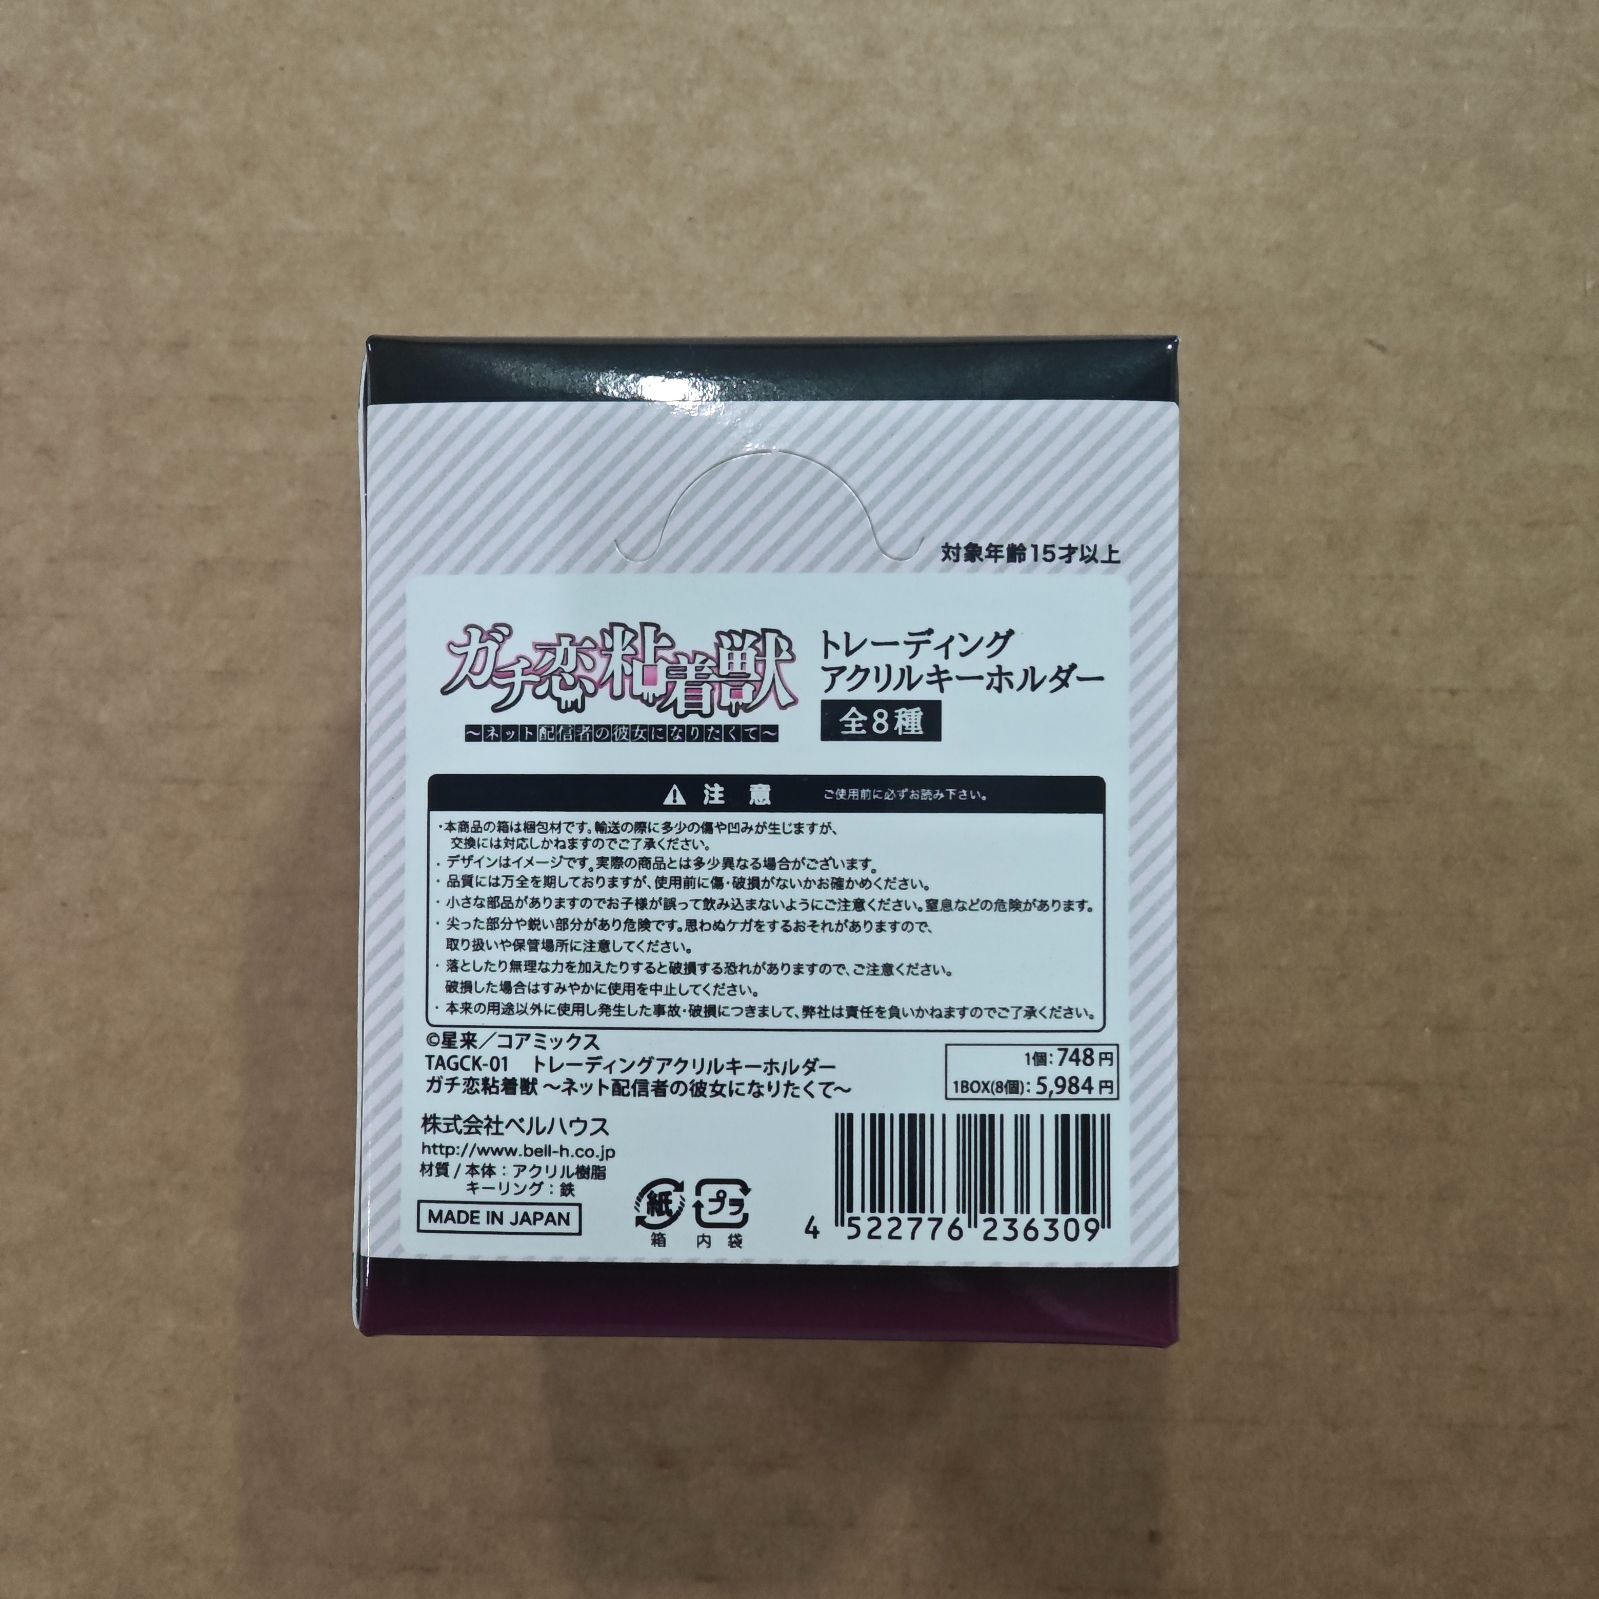 対象年齢15才以上
ガチ恋粘着獣
～ネット配信者の彼女になりたくて～
トレーディング
アクリルキーホルダー
全8種
注意 ご使用前に必ずお読み下さい。
・本商品の箱は梱包材です。輸送の際に多少の傷や凹みが生じますが、
交換には対応しかねますのでご了承ください。
・デザインはイメージです。実際の商品とは多少異なる場合がございます。
・品質には万全を期しておりますが、使用前に傷・破損がないかお確かめください。
・小さな部品がありますのでお子様が誤って飲み込まないようにご注意ください。窒息などの危険があります。
・尖った部分や鋭い部分があり危険です。思わぬケガをするおそれがありますので、
取り扱いや保管場所に注意してください。
・落としたり無理な力を加えたりすると破損する恐れがありますので、ご注意ください。
破損した場合はすみやかに使用を中止してください。
・本来の用途以外に使用し発生した事故・破損につきまして、弊社は責任を負いかねますのでご了承ください。
©星来／コアミックス
TAGCK-01 トレーディングアクリルキーホルダー
ガチ恋粘着獣 ～ネット配信者の彼女になりたくて～
1個：748円
1BOX(8個)：5,984円
株式会社ベルハウス
http://www.bell-h.co.jp
材質 / 本体：アクリル樹脂
キーリング：鉄
MADE IN JAPAN
紙
箱
プラ
内袋
4 522776 236309